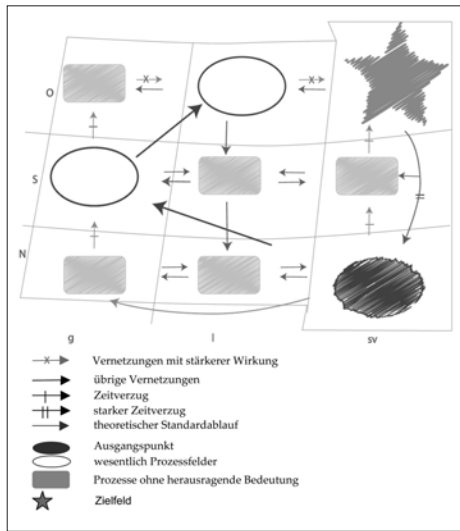 O
S
N
g l sv
Vernetzungen mit stärkerer Wirkung
übrige Vernetzungen
Zeitverzug
starker Zeitverzug
theoretischer Standardablauf
Ausgangspunkt
wesentlich Prozessfelder
Prozesse ohne herausragende Bedeutung
Zielfeld